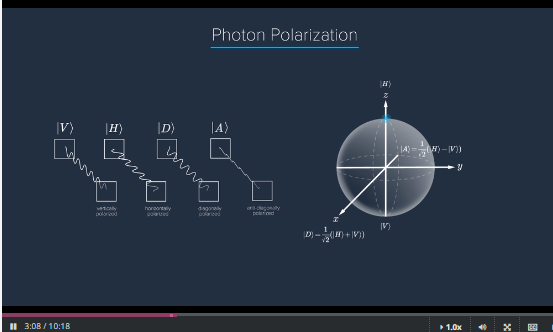 Photon Polarization
|V⟩ |H⟩ |D⟩ |A⟩
vertically
polarized
horizontally
polarized
diagonally
polarized
anti-diagonally
polarized
|H⟩
z
|A⟩ = 1/√2 (|H⟩ − |V⟩)
y
x
|V⟩
|D⟩ = 1/√2 (|H⟩ + |V⟩)
3:08 / 10:18
1.0x